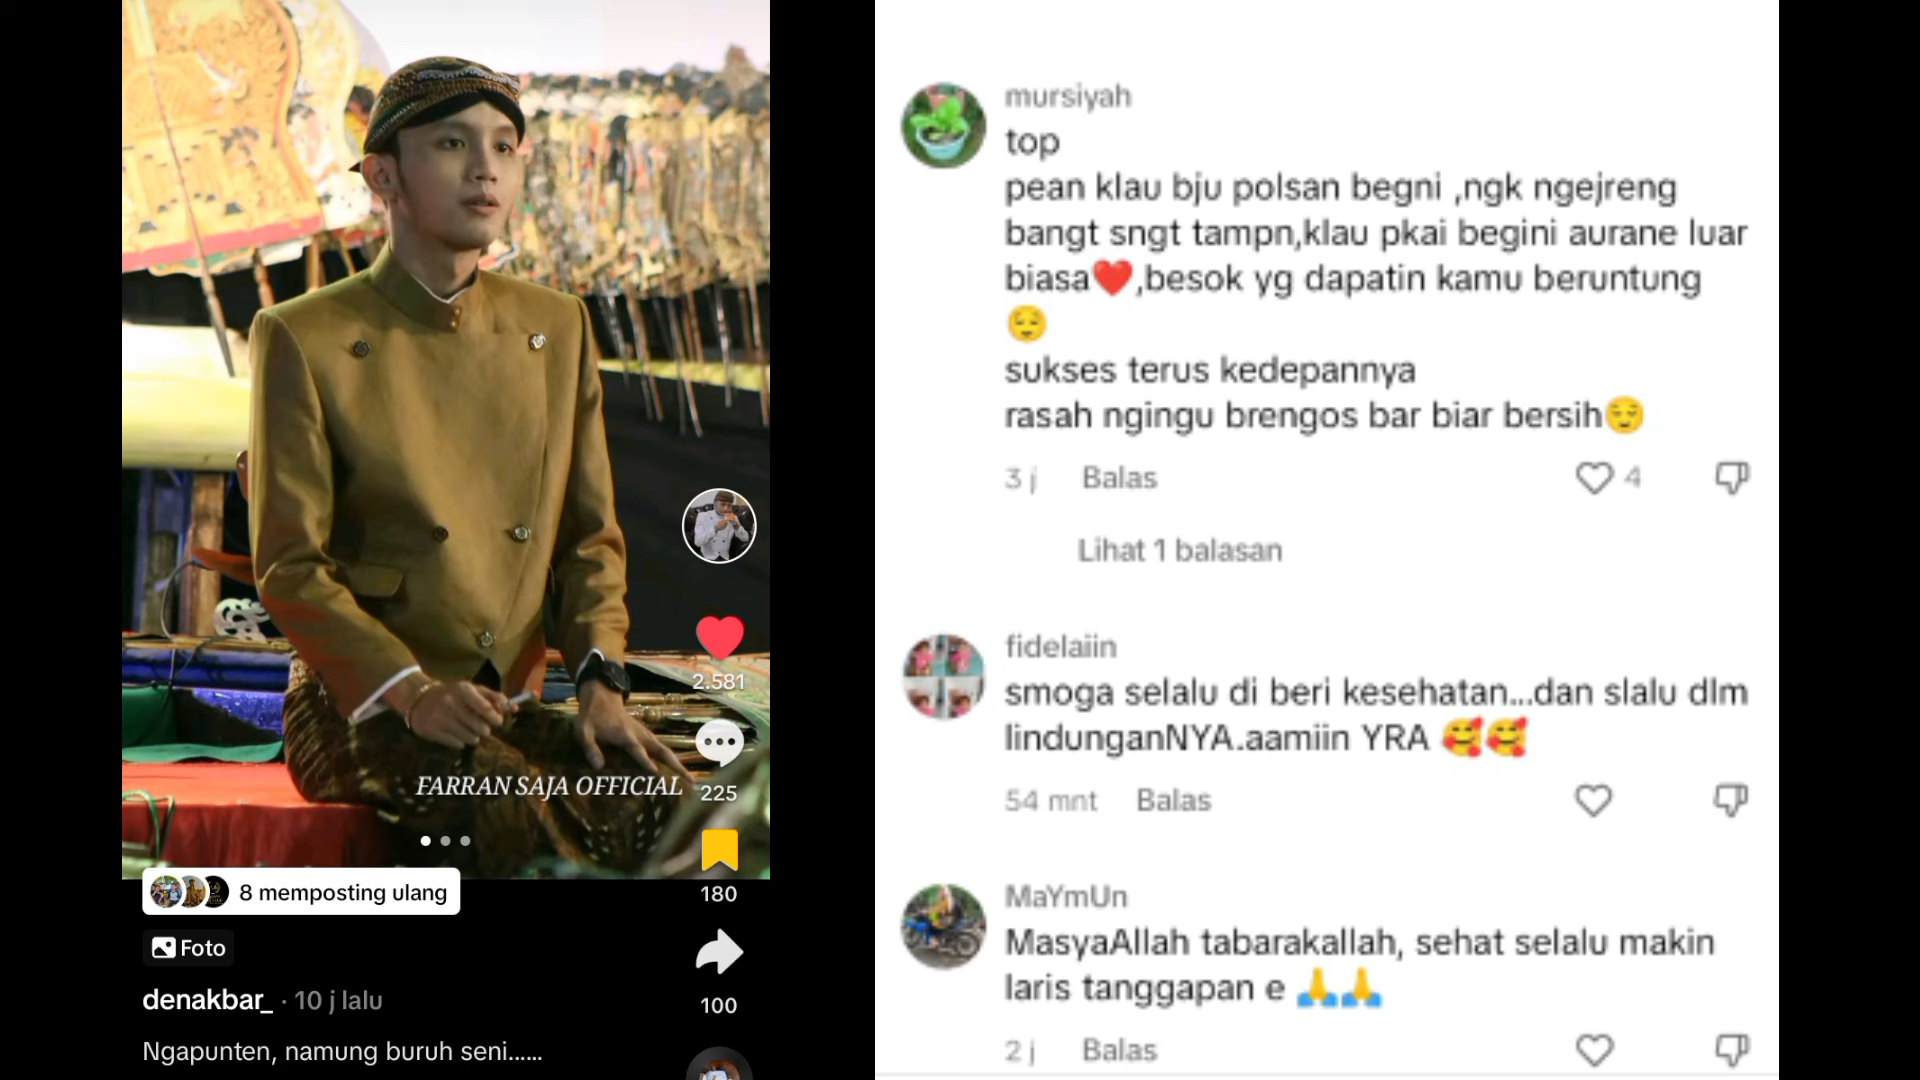 FARRAN SAJA OFFICIAL
2.581
225
180
100
8 memposting ulang
Foto
denakbar_ · 10 j lalu
Ngapunten, namung buruh seni......
mursiyah
top
pean klau bju polsan begni ,ngk ngejreng
bangt sngt tampn,klau pkai begini aurane luar
biasa❤️,besok yg dapatin kamu beruntung
😌
sukses terus kedepannya
rasah ngingu brengos bar biar bersih😌
3 j Balas 4
Lihat 1 balasan
fidelaiin
smoga selalu di beri kesehatan...dan slalu dlm
lindunganNYA.aamiin YRA 🥰🥰
54 mnt Balas
MaYmUn
MasyaAllah tabarakallah, sehat selalu makin
laris tanggapan e 🙏🙏
2 j Balas